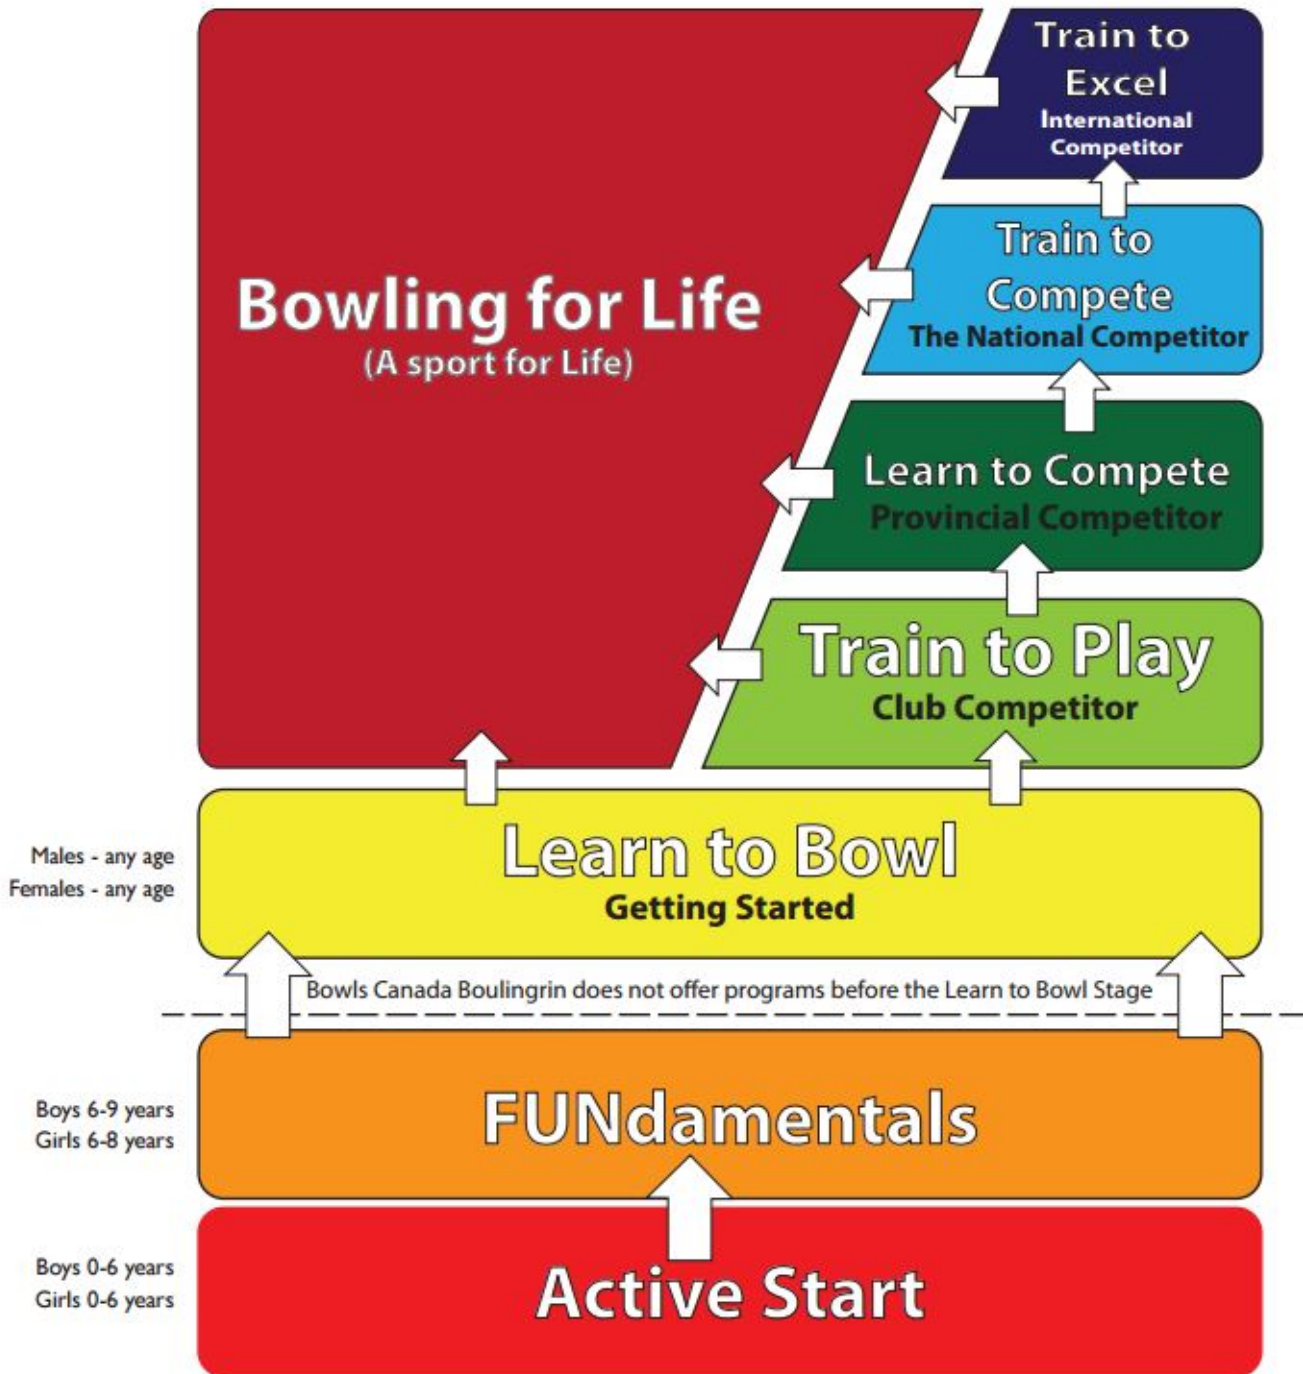 Train to
Excel
International
Competitor
Train to
Compete
The National Competitor
Bowling for Life
(A sport for Life)
Learn to Compete
Provincial Competitor
Train to Play
Club Competitor
Males - any age
Females - any age
Learn to Bowl
Getting Started
Bowls Canada Boulingrin does not offer programs before the Learn to Bowl Stage
Boys 6-9 years
Girls 6-8 years
FUNdamentals
Boys 0-6 years
Girls 0-6 years
Active Start